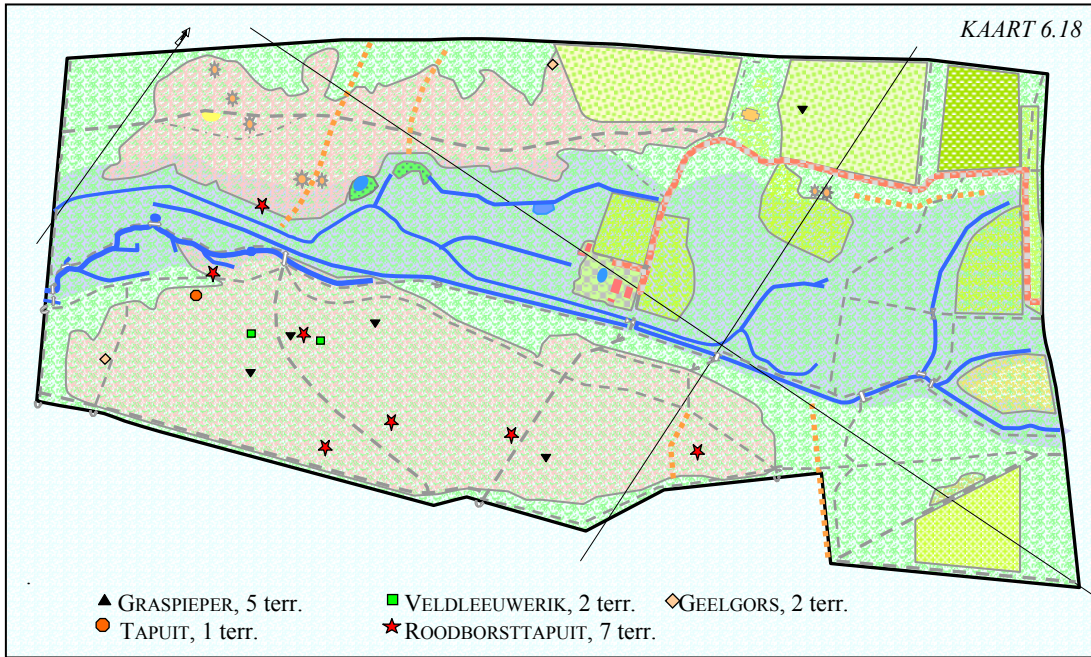 KAART 6.18
GRASPIEPER, 5 terr. VELDLEEUWERIK, 2 terr. GEELGORS, 2 terr.
TAPUIT, 1 terr. ROODBORSTTAPUIT, 7 terr.